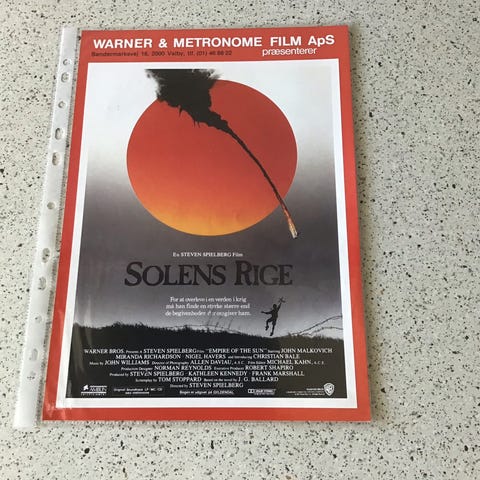 WARNER & METRONOME FILM ApS
Søndermarksvej 16, 2500 Valby, tlf. (01) 46 88 22
præsenterer
En STEVEN SPIELBERG Film
SOLENS RIGE
For at overleve i en verden i krig
må han finde en styrke større end
de begivenheder der omgiver ham.
WARNER BROS. Presents A STEVEN SPIELBERG Film "EMPIRE OF THE SUN" Starring JOHN MALKOVICH
MIRANDA RICHARDSON · NIGEL HAVERS and introducing CHRISTIAN BALE
Music by JOHN WILLIAMS Director of Photography ALLEN DAVIAU, A.S.C. Film Editor MICHAEL KAHN, A.C.E.
Production Designer NORMAN REYNOLDS Executive Producer ROBERT SHAPIRO
Produced by STEVEN SPIELBERG · KATHLEEN KENNEDY · FRANK MARSHALL
Screenplay by TOM STOPPARD Based on the novel by J. G. BALLARD
Directed by STEVEN SPIELBERG
AMBLIN
Bogen er udgivet på GYLDENDAL
DOLBY STEREO